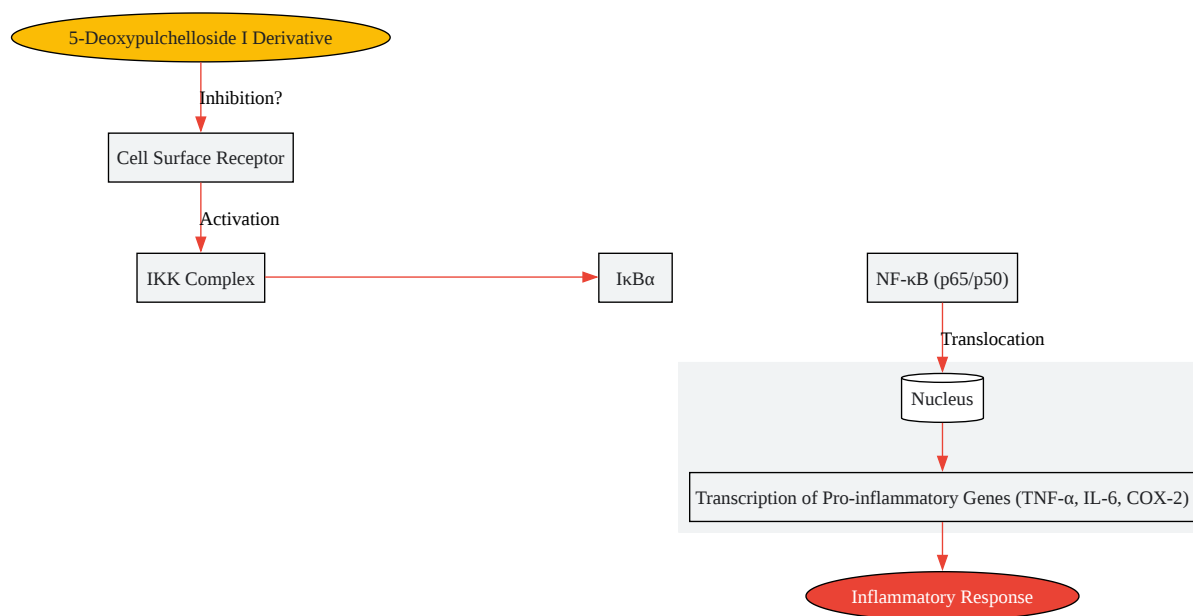 5-Deoxypulchelloside I Derivative
Inhibition?
Cell Surface Receptor
Activation
IKK Complex
IκBα
NF-κB (p65/p50)
Translocation
Nucleus
Transcription of Pro-inflammatory Genes (TNF-α, IL-6, COX-2)
Inflammatory Response